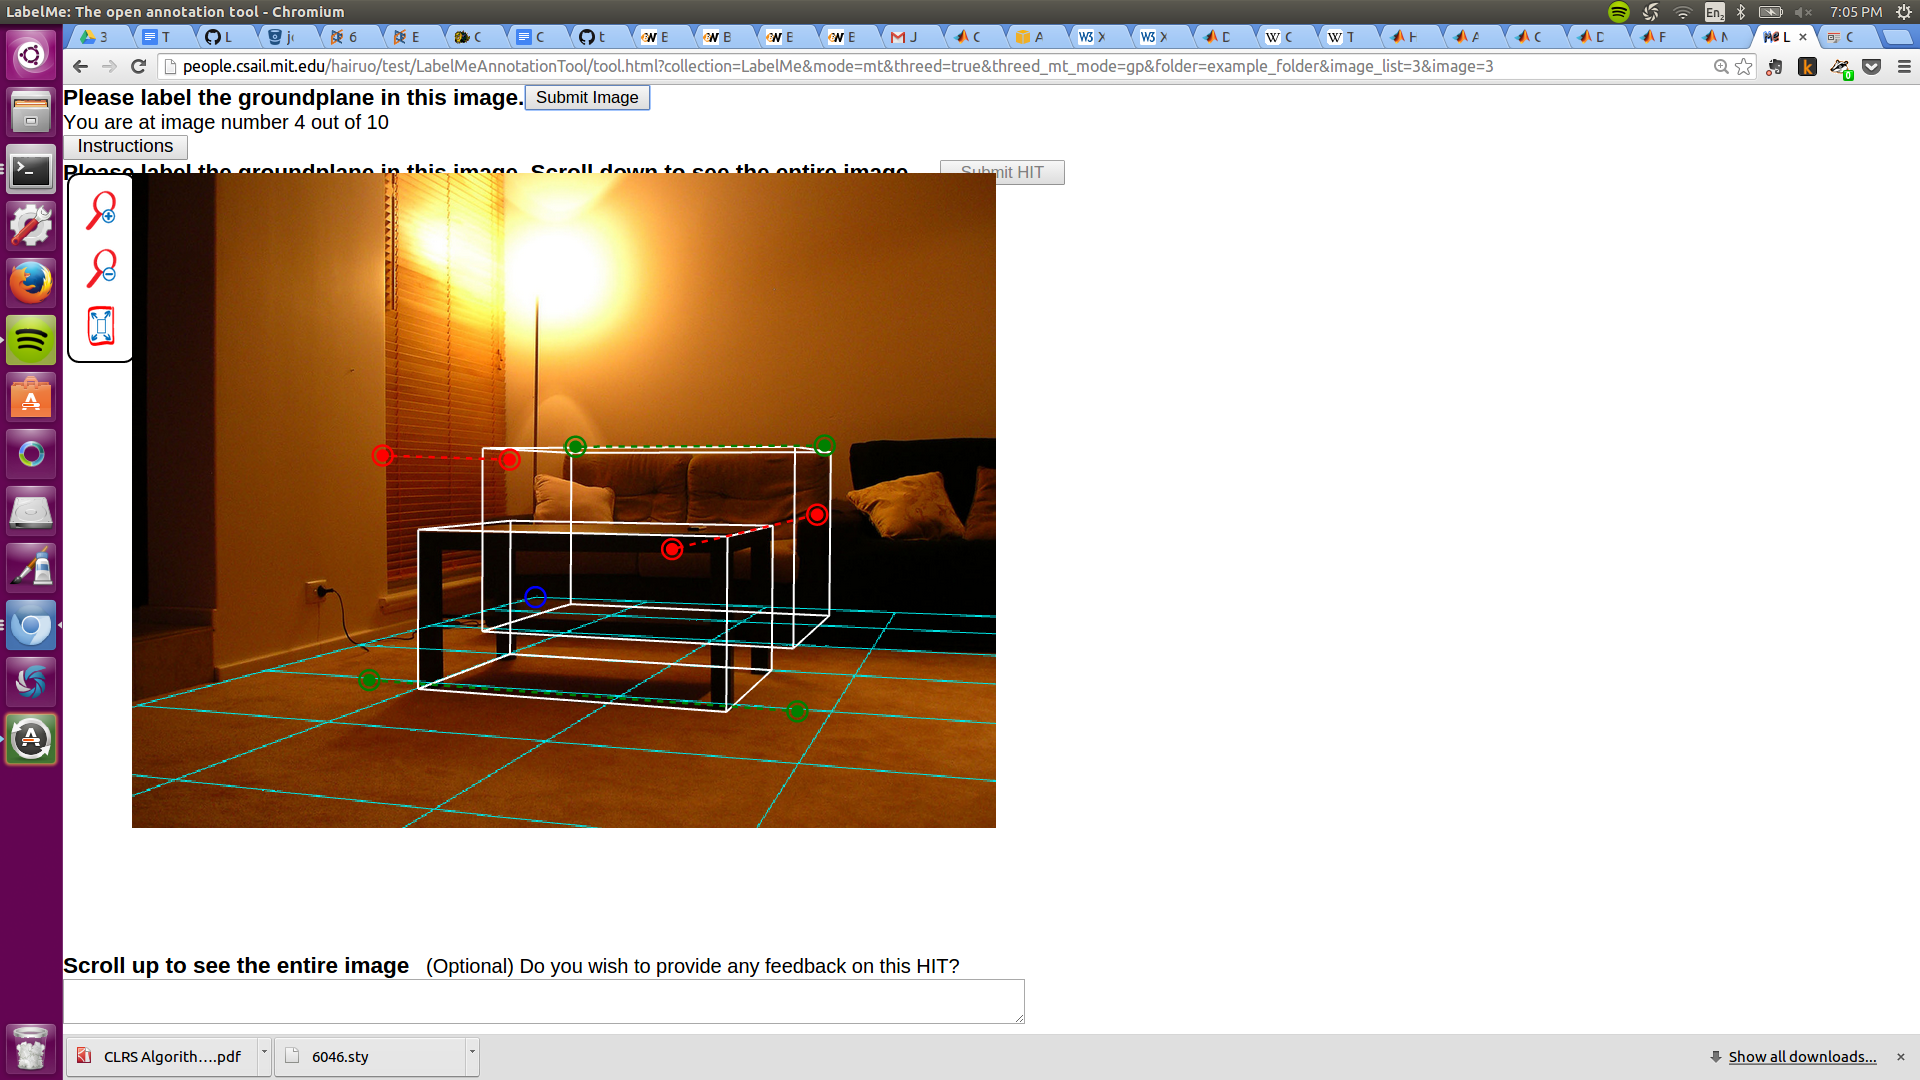 LabelMe: The open annotation tool - Chromium
En2
7:05 PM
3 T L j( 6 E C C t E B E E J C A X X D C T H A C D F M L × C
people.csail.mit.edu/hairuo/test/LabelMeAnnotationTool/tool.html?collection=LabelMe&mode=mt&threed=true&threed_mt_mode=gp&folder=example_folder&image_list=3&image=3
Please label the groundplane in this image. Submit Image
You are at image number 4 out of 10
Instructions
Please label the groundplane in this image. Scroll down to see the entire image Submit HIT
Scroll up to see the entire image (Optional) Do you wish to provide any feedback on this HIT?
CLRS Algorith....pdf 6046.sty Show all downloads... ×